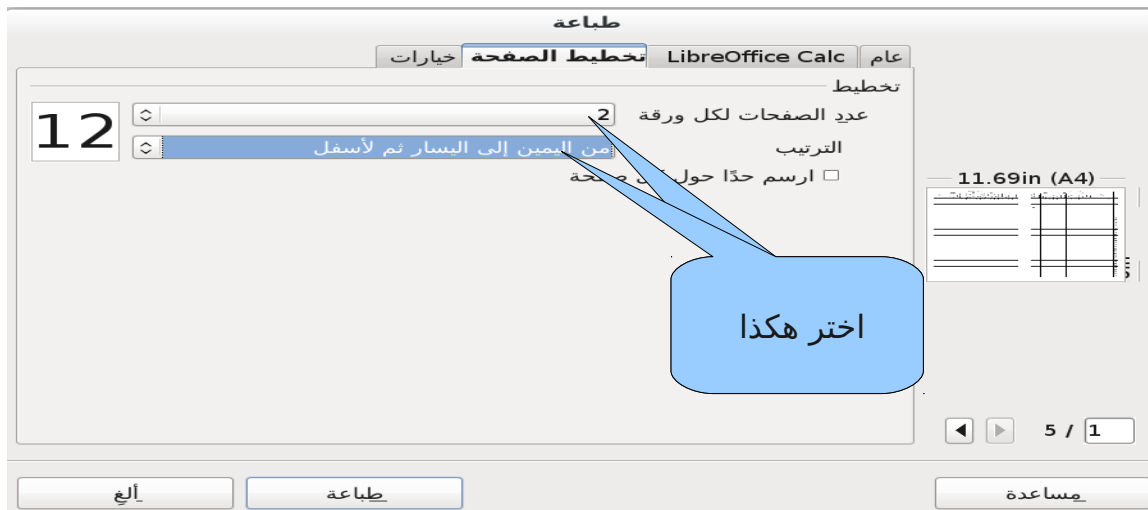 طباعة
عام LibreOffice Calc تخطيط الصفحة خيارات
تخطيط
عدد الصفحات لكل ورقة 2
12
الترتيب من اليمين إلى اليسار ثم لأسفل
ارسم حدًا حول صفحة
11.69in (A4)
اختر هكذا
5 / 1
مساعدة طباعة ألغِ